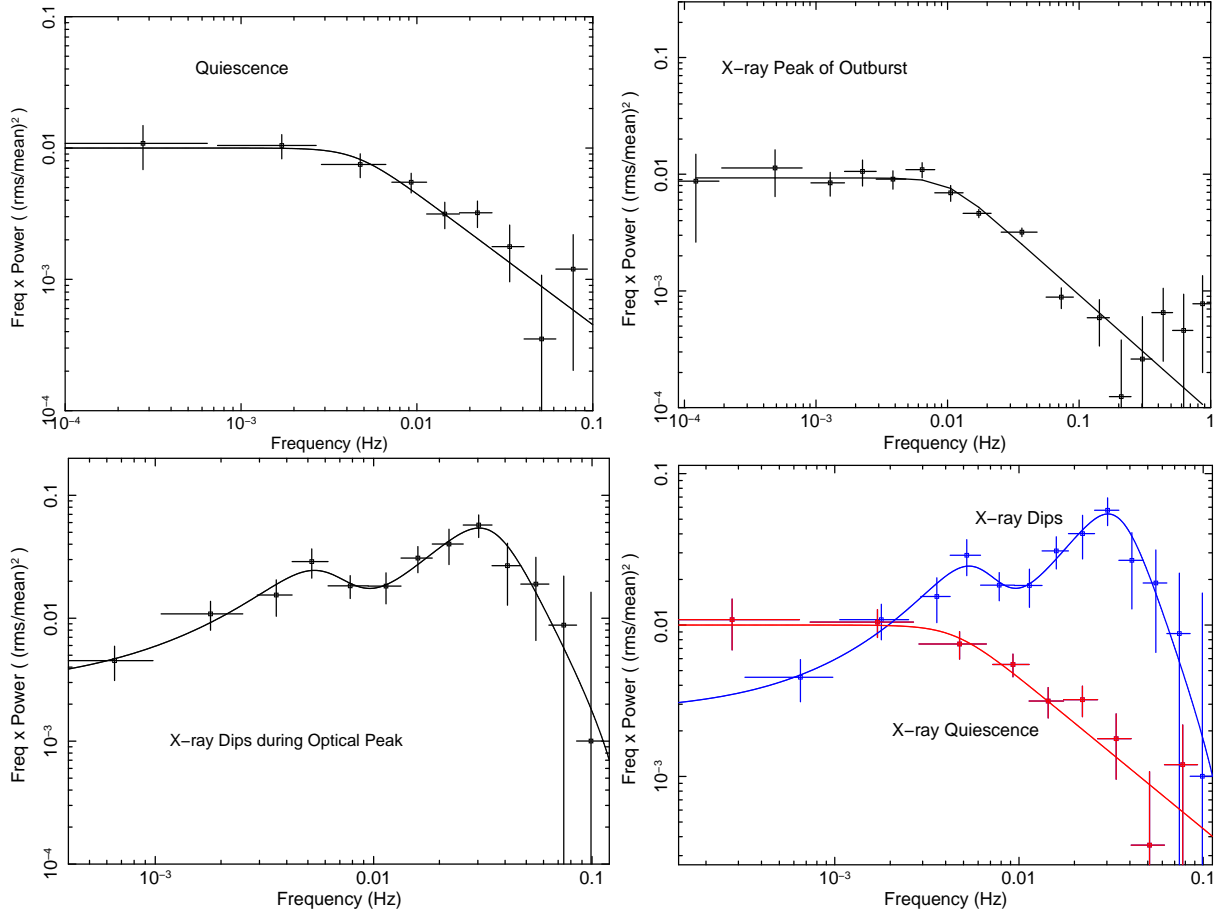 Quiescence
0.1
0.01
10−3
10−4
Freq x Power ( (rms/mean)2 )
10−4
10−3
0.01
0.1
Frequency (Hz)
X−ray Peak of Outburst
0.1
0.01
10−3
10−4
Freq x Power ( (rms/mean)2 )
10−4
10−3
0.01
0.1
1
Frequency (Hz)
X−ray Dips during Optical Peak
0.1
0.01
10−3
10−4
Freq x Power ( (rms/mean)2 )
10−3
0.01
0.1
Frequency (Hz)
X−ray Dips
X−ray Quiescence
0.1
0.01
10−3
Freq x Power ( (rms/mean)2 )
10−3
0.01
0.1
Frequency (Hz)